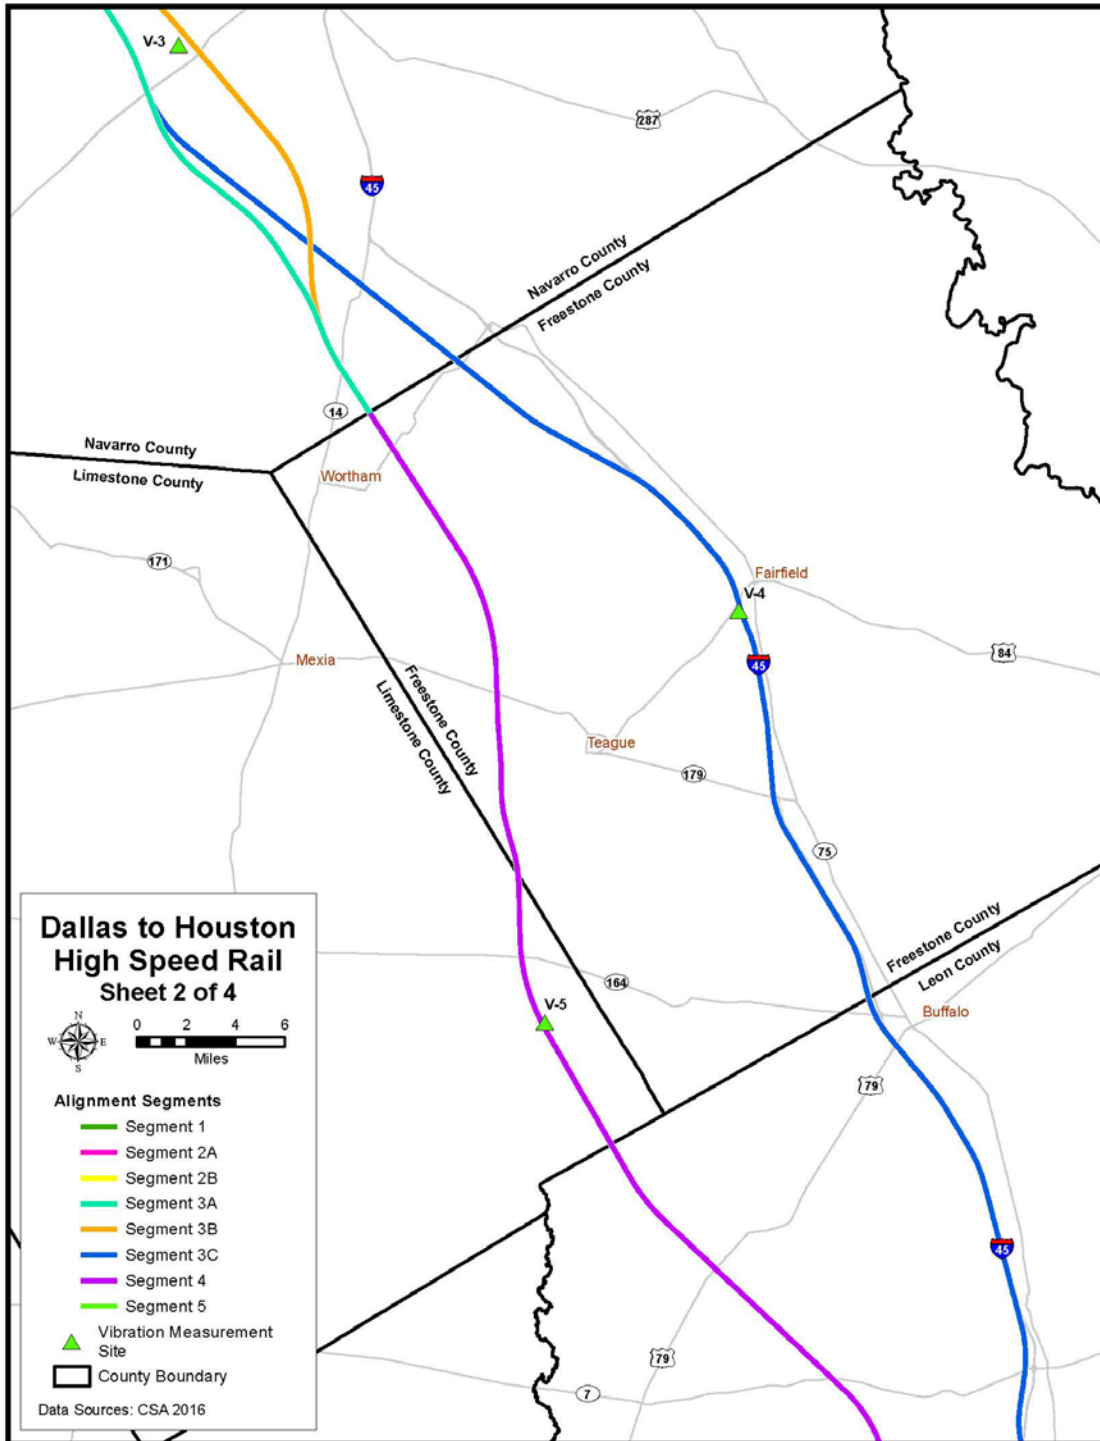 V-3
287
45
Navarro County
Freestone County
14
Navarro County
Limestone County
Wortham
171
Fairfield
V-4
84
45
Mexia
Freestone County
Limestone County
Teague
179
75
Freestone County
Leon County
164
V-5
Buffalo
79
45
79
7
Dallas to Houston
High Speed Rail
Sheet 2 of 4
N
W E
S
0 2 4 6
Miles
Alignment Segments
Segment 1
Segment 2A
Segment 2B
Segment 3A
Segment 3B
Segment 3C
Segment 4
Segment 5
Vibration Measurement
Site
County Boundary
Data Sources: CSA 2016